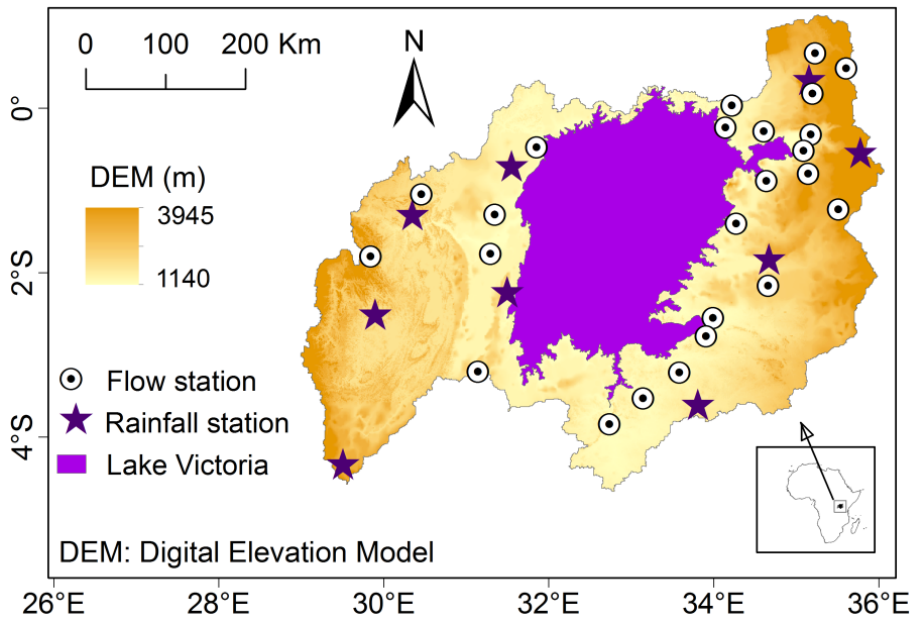 0 100 200 Km
N
DEM (m)
3945
1140
Flow station
Rainfall station
Lake Victoria
DEM: Digital Elevation Model
0°
2°S
4°S
26°E 28°E 30°E 32°E 34°E 36°E